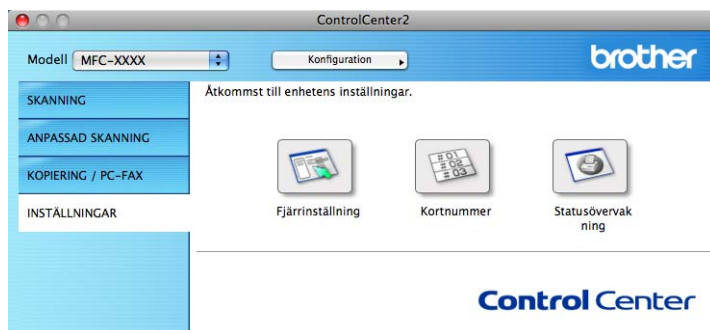 ControlCenter2
Modell MFC-XXXX
Konfiguration
brother
SKANNING
ANPASSAD SKANNING
KOPIERING / PC-FAX
INSTÄLLNINGAR
Åtkommst till enhetens inställningar.
#01
#02
#03
Fjärrinställning
Kortnummer
Statusövervak
ning
Control Center